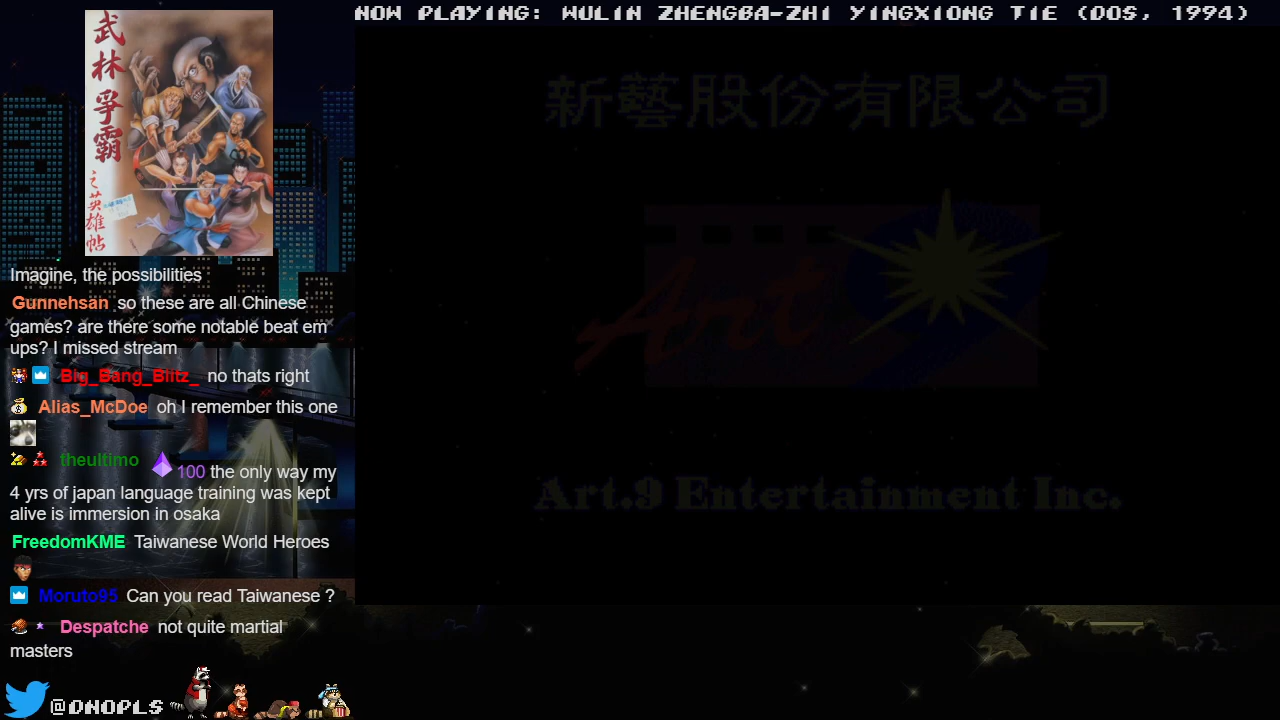 NOW PLAYING: WULIN ZHENGBA-ZHI YINGXIONG TIE (DOS, 1994)
武林爭霸
之英雄帖
新藝股份有限公司
Art
Art.9 Entertainment Inc.
Imagine, the possibilities
Gunnehsan so these are all Chinese
games? are there some notable beat em
ups? I missed stream
Big_Bang_Blitz_ no thats right
Alias_McDoe oh I remember this one
theultimo 100 the only way my
4 yrs of japan language training was kept
alive is immersion in osaka
FreedomKME Taiwanese World Heroes
Moruto95 Can you read Taiwanese ?
Despatche not quite martial
masters
@DHOPLS